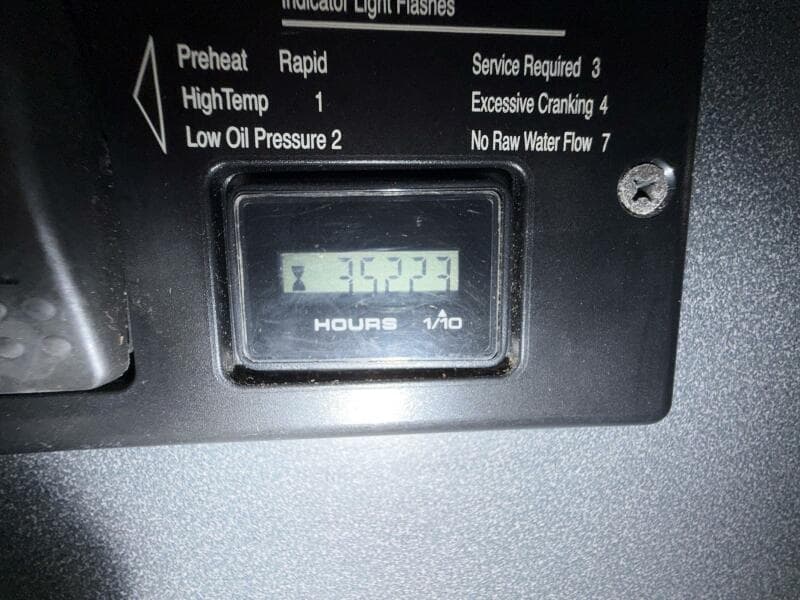 Indicator Light Flashes
Preheat Rapid
HighTemp 1
Low Oil Pressure 2
Service Required 3
Excessive Cranking 4
No Raw Water Flow 7
35223
HOURS 1/10